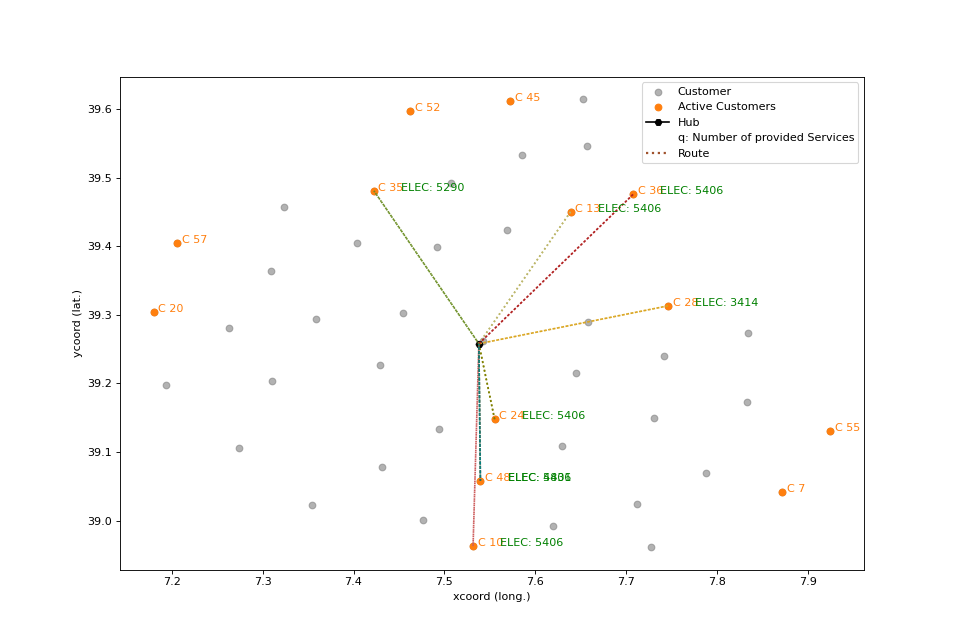 Customer
Active Customers
Hub
q: Number of provided Services
Route
C 45
C 52
C 35 ELEC: 5290
C 36 ELEC: 5406
C 13 ELEC: 5406
C 57
C 20
C 28 ELEC: 3414
C 24 ELEC: 5406
C 55
C 48 ELEC:
C 7
C 10 ELEC: 5406
39.6
39.5
39.4
39.3
39.2
39.1
39.0
ycoord (lat.)
7.2 7.3 7.4 7.5 7.6 7.7 7.8 7.9
xcoord (long.)